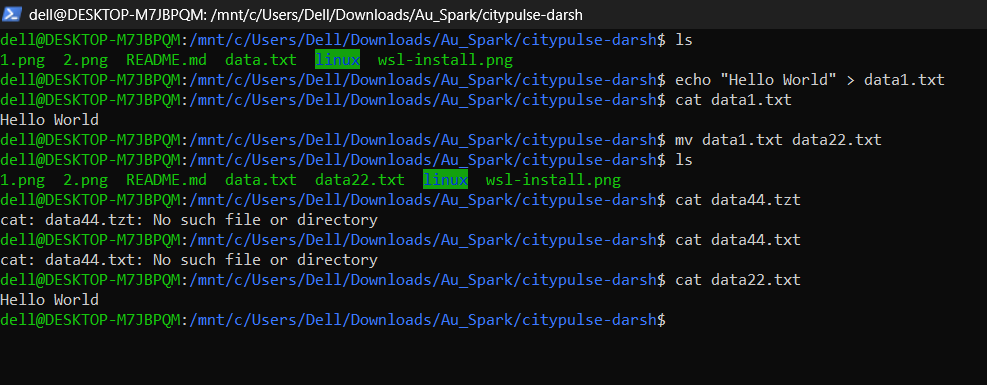 dell@DESKTOP-M7JBPQM: /mnt/c/Users/Dell/Downloads/Au_Spark/citypulse-darsh
dell@DESKTOP-M7JBPQM:/mnt/c/Users/Dell/Downloads/Au_Spark/citypulse-darsh$ ls
1.png  2.png  README.md  data.txt  linux  wsl-install.png
dell@DESKTOP-M7JBPQM:/mnt/c/Users/Dell/Downloads/Au_Spark/citypulse-darsh$ echo "Hello World" > data1.txt
dell@DESKTOP-M7JBPQM:/mnt/c/Users/Dell/Downloads/Au_Spark/citypulse-darsh$ cat data1.txt
Hello World
dell@DESKTOP-M7JBPQM:/mnt/c/Users/Dell/Downloads/Au_Spark/citypulse-darsh$ mv data1.txt data22.txt
dell@DESKTOP-M7JBPQM:/mnt/c/Users/Dell/Downloads/Au_Spark/citypulse-darsh$ ls
1.png  2.png  README.md  data.txt  data22.txt  linux  wsl-install.png
dell@DESKTOP-M7JBPQM:/mnt/c/Users/Dell/Downloads/Au_Spark/citypulse-darsh$ cat data44.tzt
cat: data44.tzt: No such file or directory
dell@DESKTOP-M7JBPQM:/mnt/c/Users/Dell/Downloads/Au_Spark/citypulse-darsh$ cat data44.txt
cat: data44.txt: No such file or directory
dell@DESKTOP-M7JBPQM:/mnt/c/Users/Dell/Downloads/Au_Spark/citypulse-darsh$ cat data22.txt
Hello World
dell@DESKTOP-M7JBPQM:/mnt/c/Users/Dell/Downloads/Au_Spark/citypulse-darsh$